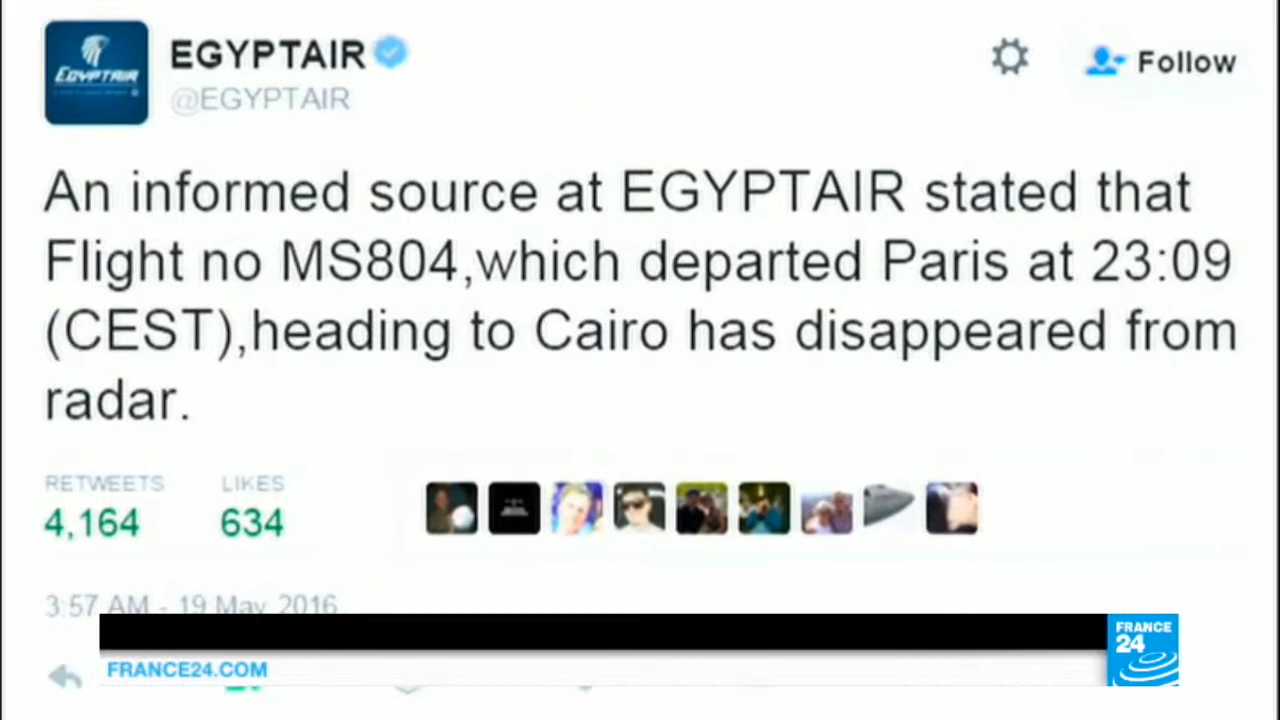 EGYPTAIR
EGYPTAIR
@EGYPTAIR
Follow
An informed source at EGYPTAIR stated that
Flight no MS804,which departed Paris at 23:09
(CEST),heading to Cairo has disappeared from
radar.
RETWEETS LIKES
4,164 634
3:57 AM - 19 May 2016
FRANCE24.COM
FRANCE
24